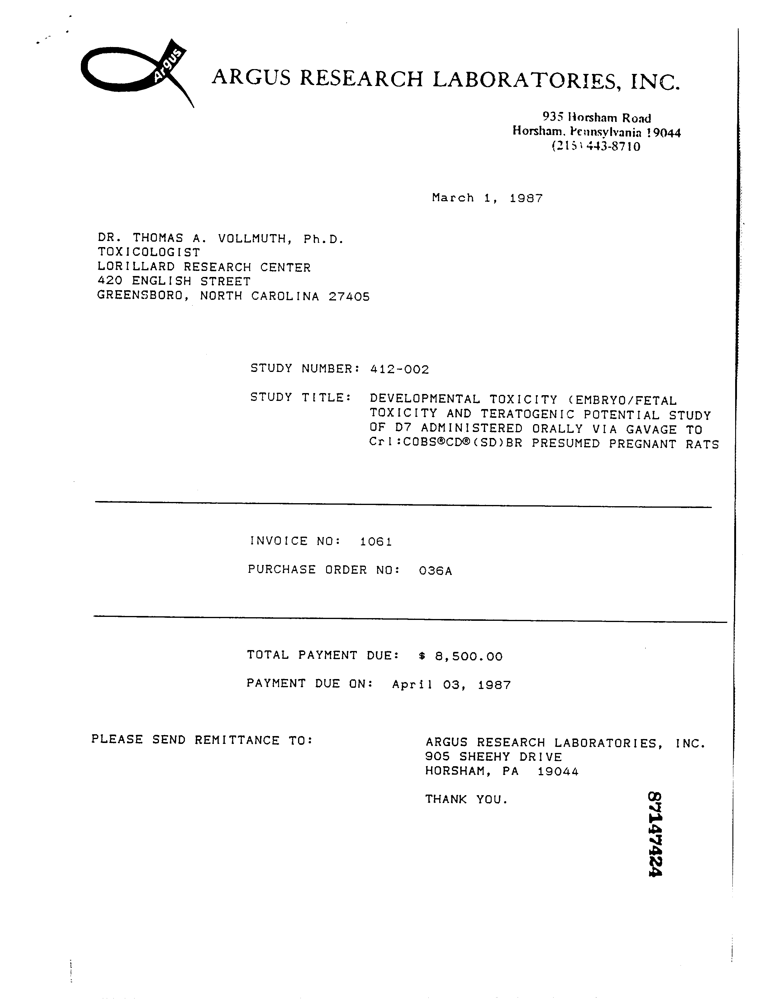 Argus
ARGUS RESEARCH LABORATORIES, INC.
935 Horsham Road
Horsham, Pennsylvania 19044
(215) 443-8710
March 1, 1987
DR. THOMAS A. VOLLMUTH, Ph.D.
TOXICOLOGIST
LORILLARD RESEARCH CENTER
420 ENGLISH STREET
GREENSBORO, NORTH CAROLINA 27405
STUDY NUMBER: 412-002
STUDY TITLE: DEVELOPMENTAL TOXICITY (EMBRYO/FETAL
TOXICITY AND TERATOGENIC POTENTIAL STUDY
OF D7 ADMINISTERED ORALLY VIA GAVAGE TO
Crl:COBS®CD®(SD)BR PRESUMED PREGNANT RATS
INVOICE NO: 1061
PURCHASE ORDER NO: 036A
TOTAL PAYMENT DUE: $ 8,500.00
PAYMENT DUE ON: April 03, 1987
PLEASE SEND REMITTANCE TO: ARGUS RESEARCH LABORATORIES, INC.
905 SHEEHY DRIVE
HORSHAM, PA 19044
THANK YOU.
87147424